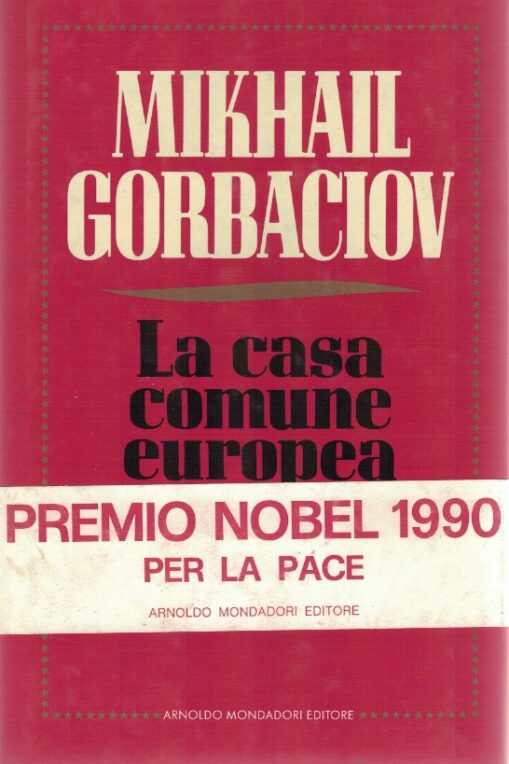 MIKHAIL
GORBACIOV
La casa
comune
europea
PREMIO NOBEL 1990
PER LA PACE
ARNOLDO MONDADORI EDITORE
ARNOLDO MONDADORI EDITORE